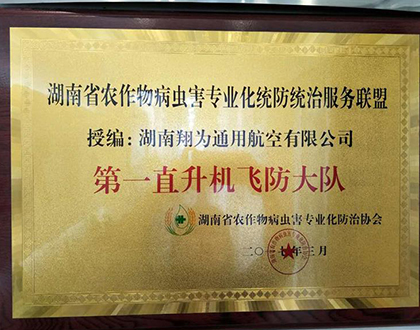 湖南省农作物病虫害专业化统防统治服务联盟
授编：湖南翔为通用航空有限公司
第一直升机飞防大队
湖南省农作物病虫害专业化防治协会
二〇一七年三月